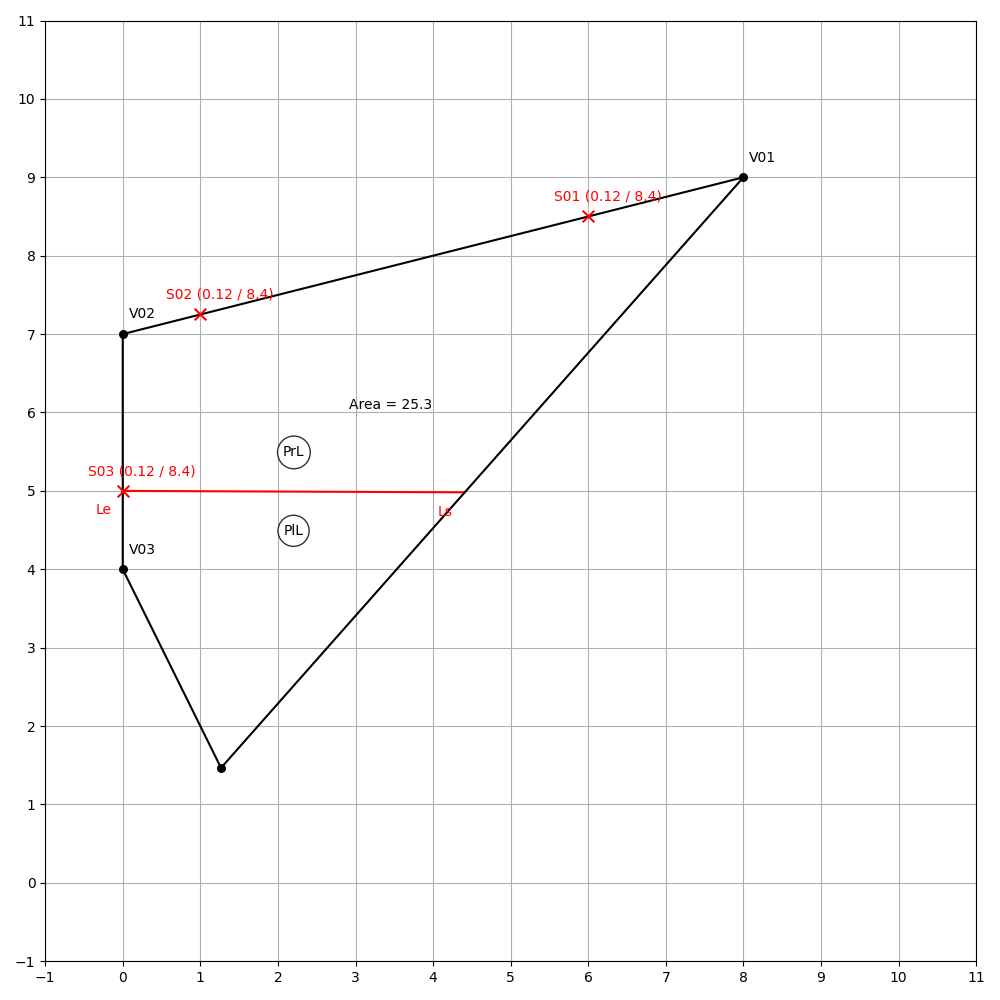 11
10
9
8
7
6
5
4
3
2
1
0
−1
V01
S01 (0.12 / 8.4)
S02 (0.12 / 8.4)
V02
Area = 25.3
PrL
S03 (0.12 / 8.4)
Le
Ls
PlL
V03
−1 0 1 2 3 4 5 6 7 8 9 10 11